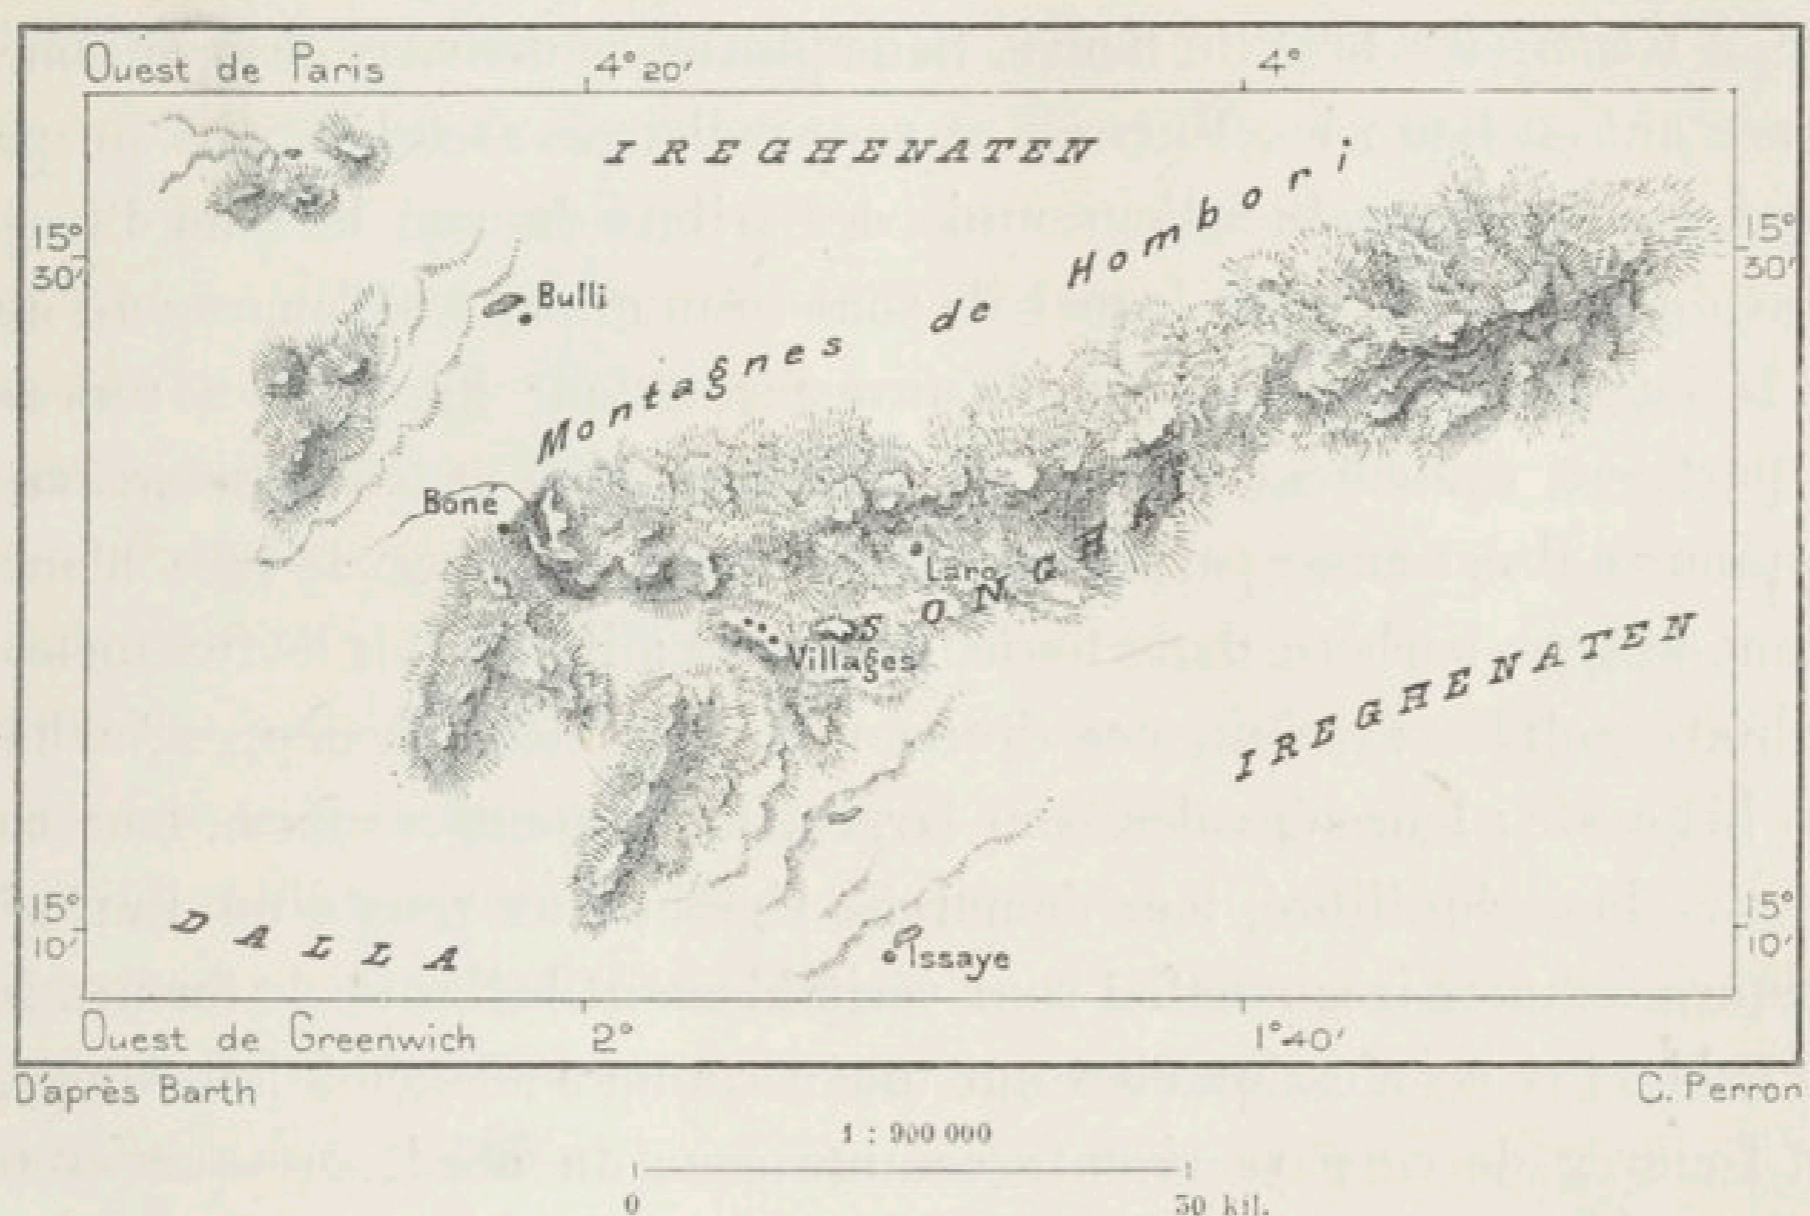 Ouest de Paris
4° 20'
4°
IREGHENATEN
Montagnes de Hombori
15° 30'
15° 30'
Bulli
Bóne
Laro
SONGHAÏ
Villages
IREGHENATEN
15° 10'
15° 10'
DALLA
Issaye
Ouest de Greenwich
2°
1°40'
D'après Barth
C. Perron
1 : 900 000
0
30 kil.